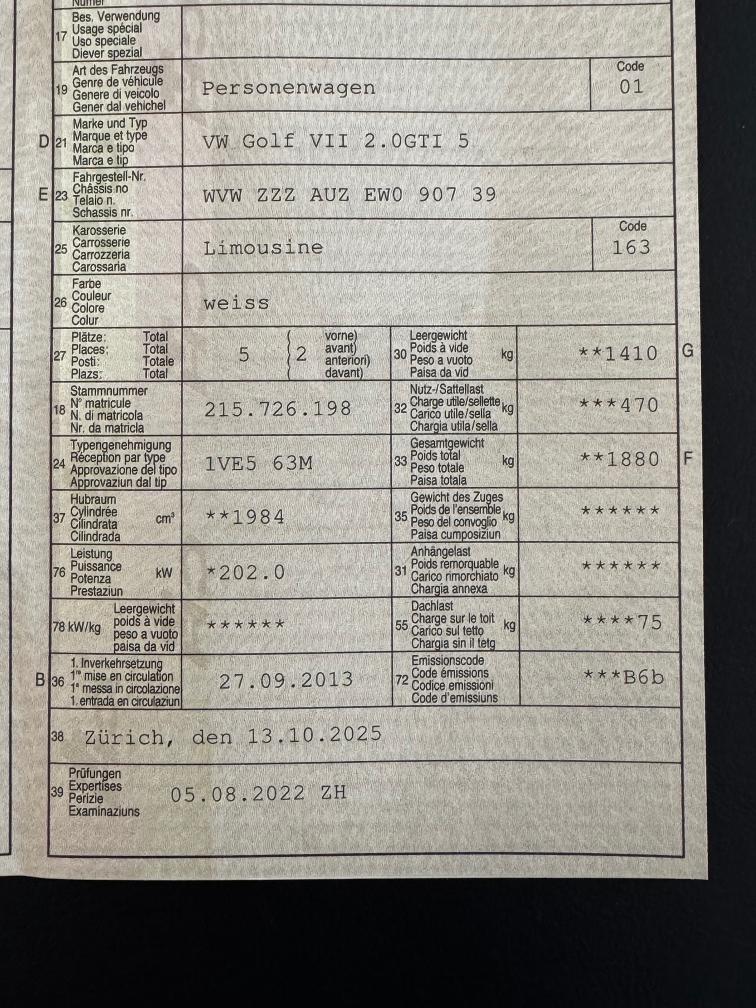 Numer
17 Bes. Verwendung
Usage spécial
Uso speciale
Diever spezial
19 Art des Fahrzeugs
Genre de véhicule
Genere di veicolo
Gener dal vehichel
Personenwagen
Code
01
D 21 Marke und Typ
Marque et type
Marca e tipo
Marca e tip
VW Golf VII 2.0GTI 5
E 23 Fahrgestell-Nr.
Châssis no
Telaio n.
Schassis nr.
WVW ZZZ AUZ EW0 907 39
25 Karosserie
Carrosserie
Carrozzeria
Carossaria
Limousine
Code
163
26 Farbe
Couleur
Colore
Colur
weiss
27 Plätze: Total
Places: Total
Posti: Totale
Plazs: Total
5 ( 2 vorne)
avant)
anteriori)
davant)
30 Leergewicht
Poids à vide
Peso a vuoto
Paisa da vid
kg
**1410 G
18 Stammnummer
N° matricule
N. di matricola
Nr. da matricla
215.726.198
32 Nutz-/Sattellast
Charge utile/sellette
Carico utile/sella
Chargia utila/sella
kg
***470
24 Typengenehmigung
Réception par type
Approvazione del tipo
Approvaziun dal tip
1VE5 63M
33 Gesamtgewicht
Poids total
Peso totale
Paisa totala
kg
**1880 F
37 Hubraum
Cylindrée
Cilindrata
Cilindrada
cm³
**1984
35 Gewicht des Zuges
Poids de l'ensemble
Peso del convoglio
Paisa cumposiziun
kg
******
76 Leistung
Puissance
Potenza
Prestaziun
kW
*202.0
31 Anhängelast
Poids remorquable
Carico rimorchiato
Chargia annexa
kg
******
78 kW/kg Leergewicht
poids à vide
peso a vuoto
paisa da vid
******
55 Dachlast
Charge sur le toit
Carico sul tetto
Chargia sin il tetg
kg
****75
B 36 1. Inverkehrsetzung
1re mise en circulation
1a messa in circolazione
1. entrada en circulaziun
27.09.2013
72 Emissionscode
Code émissions
Codice emissioni
Code d'emissiuns
***B6b
38 Zürich, den 13.10.2025
39 Prüfungen
Expertises
Perizie
Examinaziuns
05.08.2022 ZH